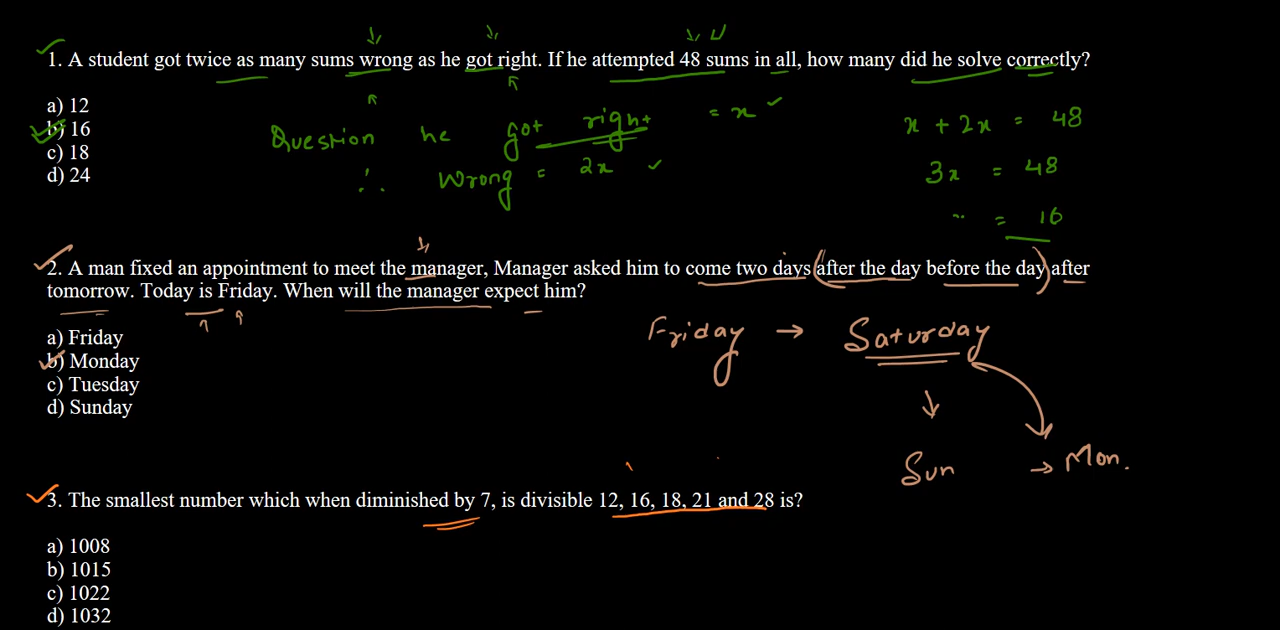 1. A student got twice as many sums wrong as he got right. If he attempted 48 sums in all, how many did he solve correctly?
a) 12
b) 16
c) 18
d) 24
Question he got right = x
∴ Wrong = 2x
x + 2x = 48
3x = 48
" = 16
2. A man fixed an appointment to meet the manager, Manager asked him to come two days after the day before the day after
tomorrow. Today is Friday. When will the manager expect him?
a) Friday
b) Monday
c) Tuesday
d) Sunday
Friday → Saturday
Sun → Mon.
3. The smallest number which when diminished by 7, is divisible 12, 16, 18, 21 and 28 is?
a) 1008
b) 1015
c) 1022
d) 1032